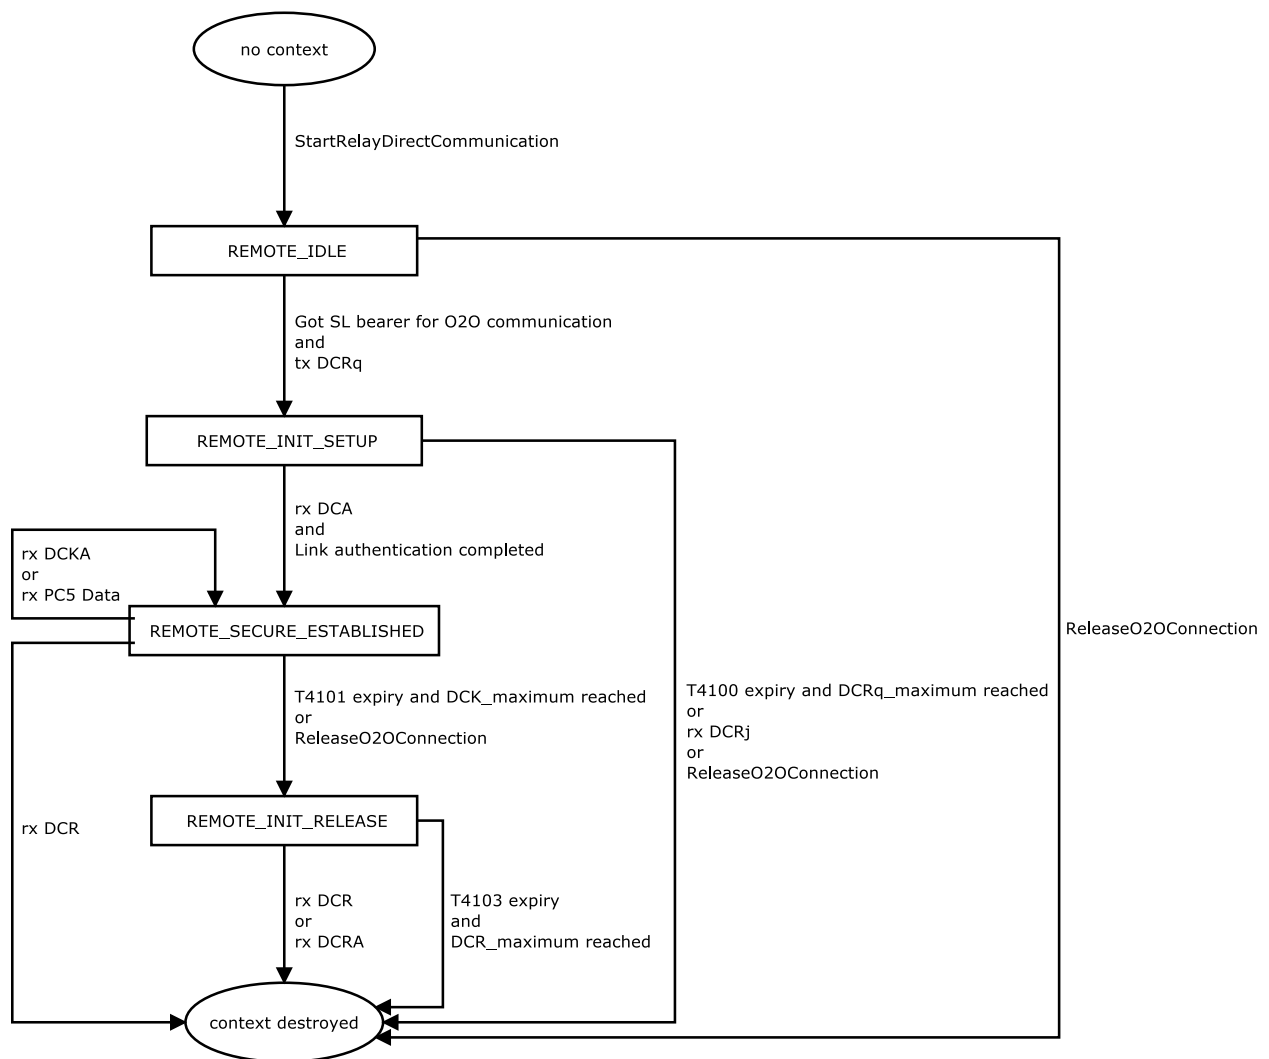 no context
StartRelayDirectCommunication
REMOTE_IDLE
Got SL bearer for O2O communication
and
tx DCRq
REMOTE_INIT_SETUP
rx DCA
and
Link authentication completed
rx DCKA
or
rx PC5 Data
REMOTE_SECURE_ESTABLISHED
ReleaseO2OConnection
T4101 expiry and DCK_maximum reached
or
ReleaseO2OConnection
T4100 expiry and DCRq_maximum reached
or
rx DCRj
or
ReleaseO2OConnection
REMOTE_INIT_RELEASE
rx DCR
rx DCR
or
rx DCRA
T4103 expiry
and
DCR_maximum reached
context destroyed